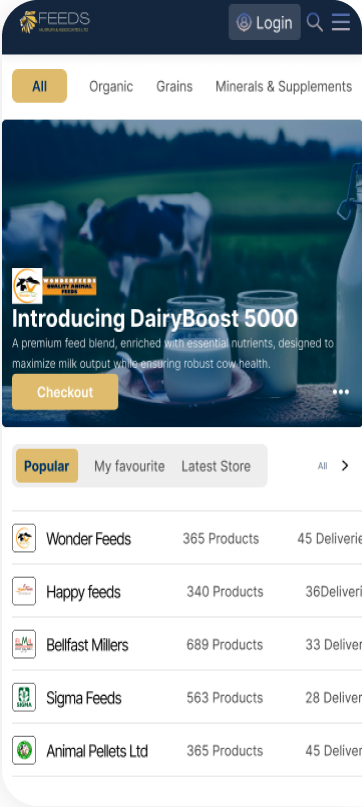 FEEDS
Login
All
Organic
Grains
Minerals & Supplements
WONDERFEEDS
QUALITY ANIMAL
FEEDS
Introducing DairyBoost 5000
A premium feed blend, enriched with essential nutrients, designed to
maximize milk output while ensuring robust cow health.
Checkout
Popular
My favourite
Latest Store
All
Wonder Feeds 365 Products 45 Deliverie
Happy feeds 340 Products 36Deliveri
Bellfast Millers 689 Products 33 Deliver
SIGMA
Sigma Feeds 563 Products 28 Deliver
Animal Pellets Ltd 365 Products 45 Deliver